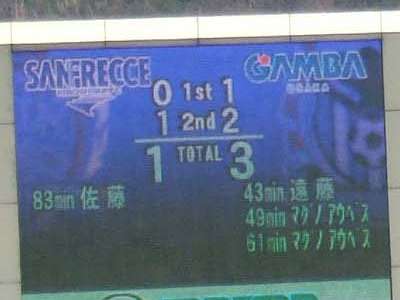 SANFRECCE GAMBA
OSAKA
0 1st 1
1 2nd 2
1 TOTAL 3
83min 佐藤 43min 遠藤
49min マグノアウベス
61min マグノアウベス